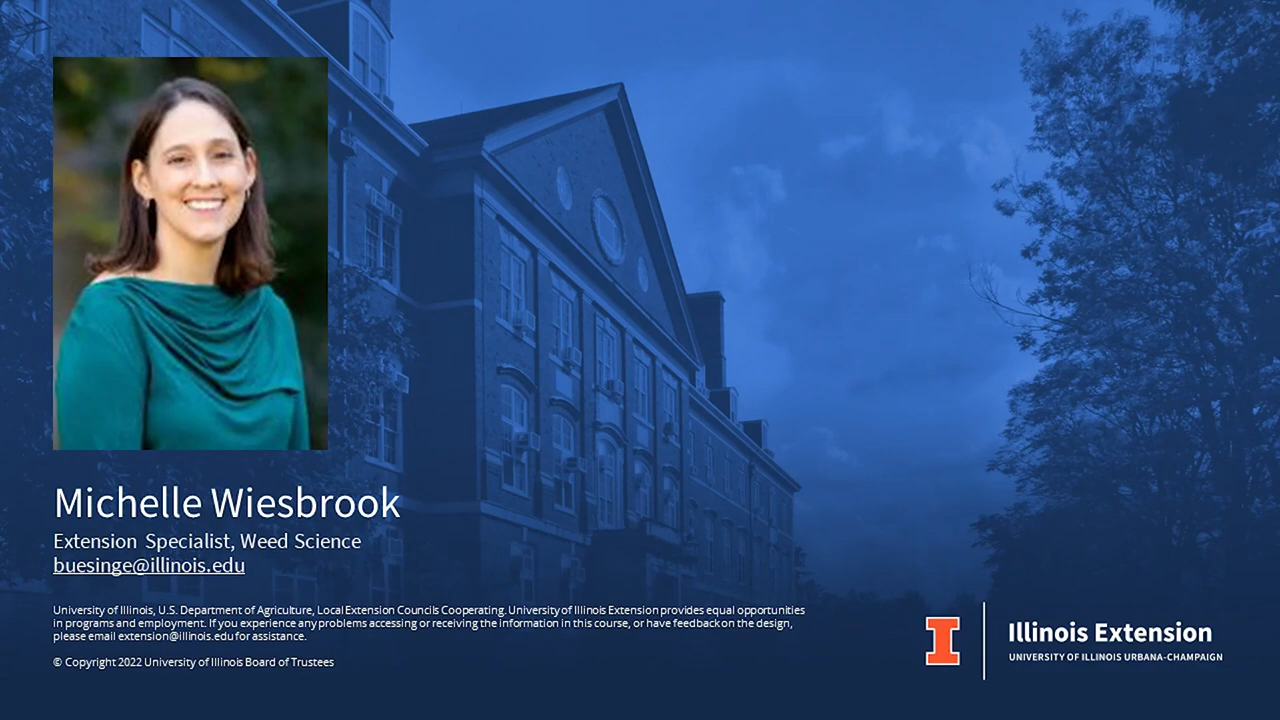 Michelle Wiesbrook
Extension Specialist, Weed Science
buesinge@illinois.edu
University of Illinois, U.S. Department of Agriculture, Local Extension Councils Cooperating. University of Illinois Extension provides equal opportunities
in programs and employment. If you experience any problems accessing or receiving the information in this course, or have feedback on the design,
please email extension@illinois.edu for assistance.
© Copyright 2022 University of Illinois Board of Trustees
I
Illinois Extension
UNIVERSITY OF ILLINOIS URBANA-CHAMPAIGN